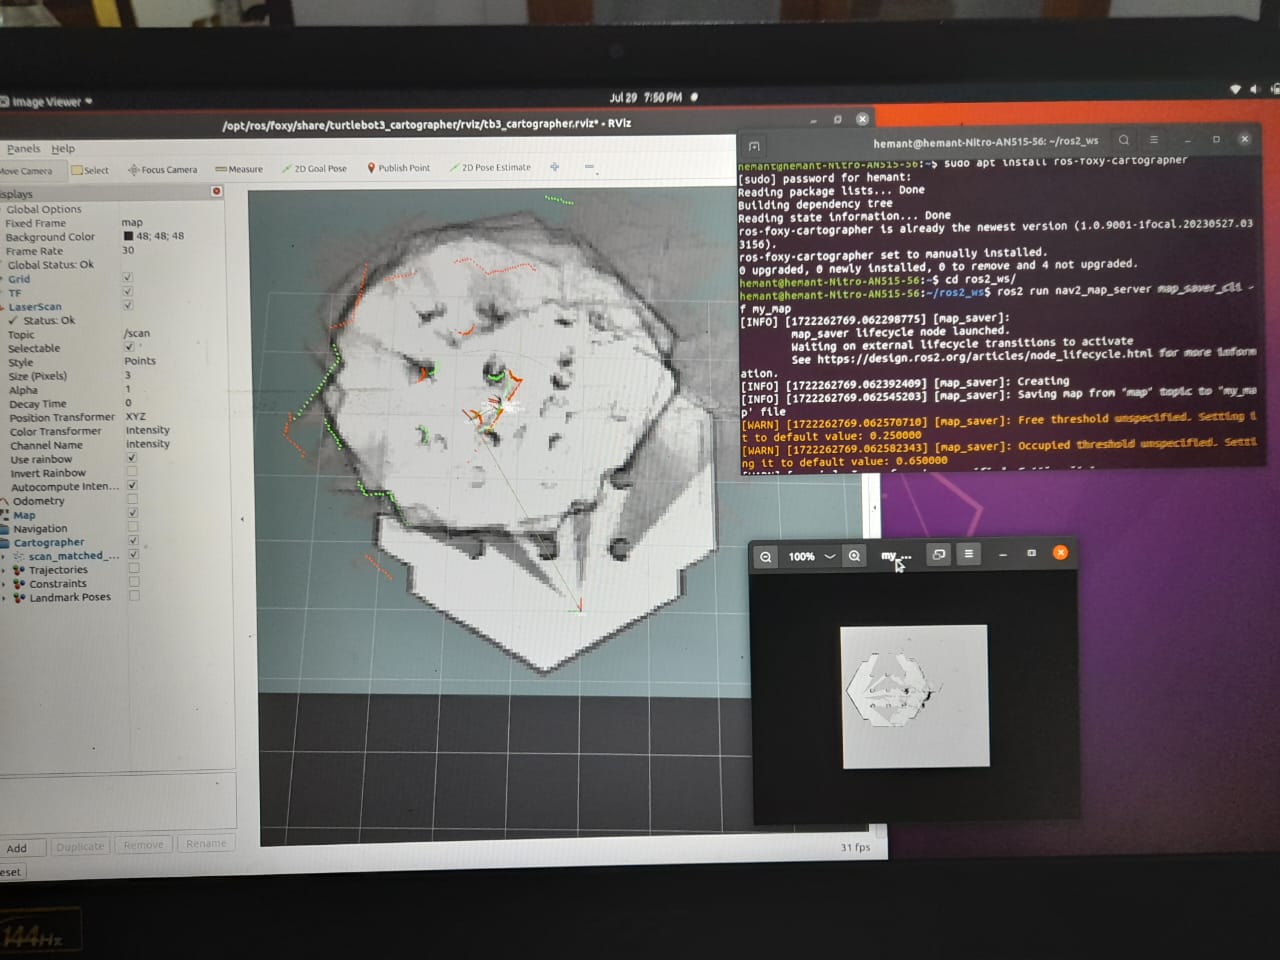 Image Viewer
Jul 29 7:50 PM
/opt/ros/foxy/share/turtlebot3_cartographer/rviz/tb3_cartographer.rviz* - RViz
Panels Help
Move Camera Select Focus Camera Measure 2D Goal Pose Publish Point 2D Pose Estimate
isplays
Global Options
Fixed Frame map
Background Color 48; 48; 48
Frame Rate 30
Global Status: Ok
Grid
TF
LaserScan
Status: Ok
Topic /scan
Selectable
Style Points
Size (Pixels) 3
Alpha 1
Decay Time 0
Position Transformer XYZ
Color Transformer Intensity
Channel Name intensity
Use rainbow
Invert Rainbow
Autocompute Inten...
Odometry
Map
Navigation
Cartographer
scan_matched_...
Trajectories
Constraints
Landmark Poses
Add Duplicate Remove Rename
eset
31 fps
hemant@hemant-Nitro-AN515-56: ~/ros2_ws
hemant@hemant-Nitro-AN515-56:~$ sudo apt install ros-foxy-cartographer
[sudo] password for hemant:
Reading package lists... Done
Building dependency tree
Reading state information... Done
ros-foxy-cartographer is already the newest version (1.0.9001-1focal.20230527.03
3156).
ros-foxy-cartographer set to manually installed.
0 upgraded, 0 newly installed, 0 to remove and 4 not upgraded.
hemant@hemant-Nitro-AN515-56:~$ cd ros2_ws/
hemant@hemant-Nitro-AN515-56:~/ros2_ws$ ros2 run nav2_map_server map_saver_cli -
f my_map
[INFO] [1722262769.062298775] [map_saver]:
map_saver lifecycle node launched.
Waiting on external lifecycle transitions to activate
See https://design.ros2.org/articles/node_lifecycle.html for more inform
ation.
[INFO] [1722262769.062392409] [map_saver]: Creating
[INFO] [1722262769.062545203] [map_saver]: Saving map from "map" topic to "my_ma
p' file
[WARN] [1722262769.062570710] [map_saver]: Free threshold unspecified. Setting i
t to default value: 0.250000
[WARN] [1722262769.062582343] [map_saver]: Occupied threshold unspecified. Setti
ng it to default value: 0.650000
100% my_...
144Hz